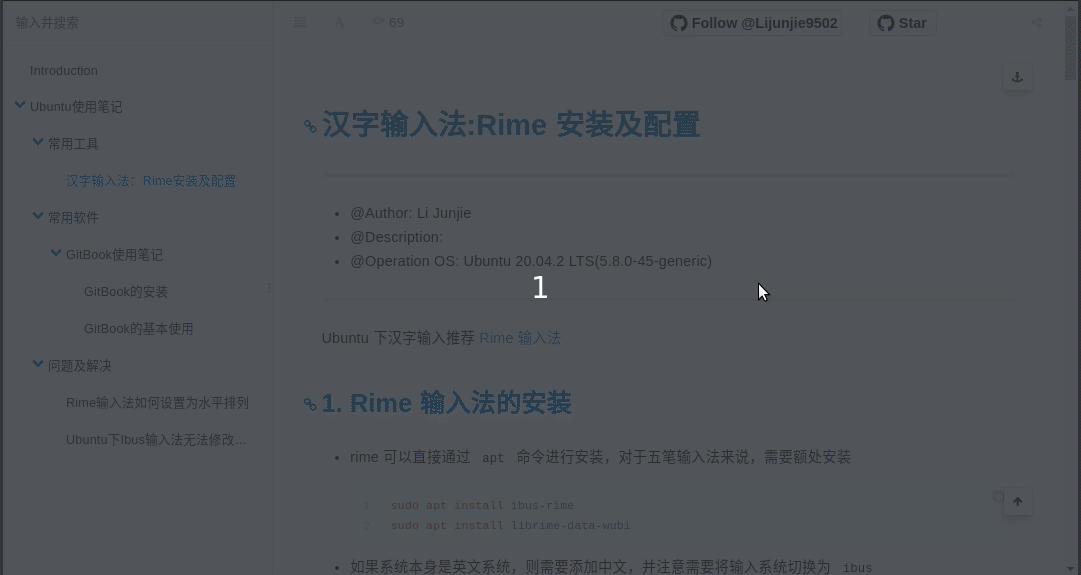 输入并搜索
A
69
Follow @Lijunjie9502
Star
Introduction
Ubuntu使用笔记
常用工具
汉字输入法：Rime安装及配置
常用软件
GitBook使用笔记
GitBook的安装
GitBook的基本使用
问题及解决
Rime输入法如何设置为水平排列
Ubuntu下Ibus输入法无法修改...
汉字输入法:Rime 安装及配置
@Author: Li Junjie
@Description:
@Operation OS: Ubuntu 20.04.2 LTS(5.8.0-45-generic)
1
Ubuntu 下汉字输入推荐 Rime 输入法
1. Rime 输入法的安装
rime 可以直接通过 apt 命令进行安装，对于五笔输入法来说，需要额处安装
1 sudo apt install ibus-rime
2 sudo apt install librime-data-wubi
如果系统本身是英文系统，则需要添加中文，并注意需要将输入系统切换为 ibus